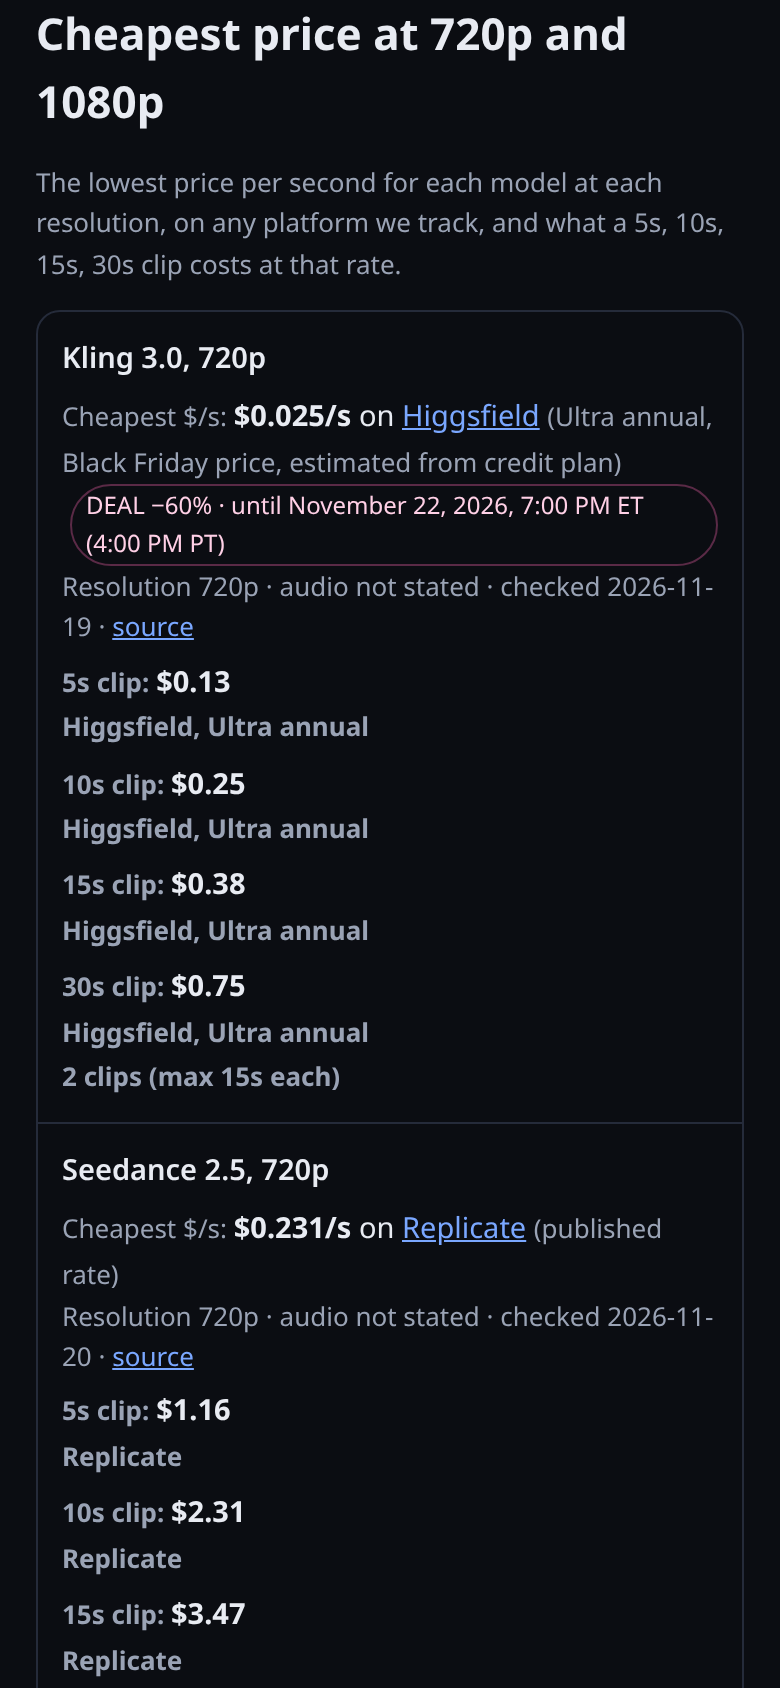 Cheapest price at 720p and
1080p
The lowest price per second for each model at each
resolution, on any platform we track, and what a 5s, 10s,
15s, 30s clip costs at that rate.
Kling 3.0, 720p
Cheapest $/s: $0.025/s on Higgsfield (Ultra annual,
Black Friday price, estimated from credit plan)
DEAL −60% · until November 22, 2026, 7:00 PM ET
(4:00 PM PT)
Resolution 720p · audio not stated · checked 2026-11-
19 · source
5s clip: $0.13
Higgsfield, Ultra annual
10s clip: $0.25
Higgsfield, Ultra annual
15s clip: $0.38
Higgsfield, Ultra annual
30s clip: $0.75
Higgsfield, Ultra annual
2 clips (max 15s each)
Seedance 2.5, 720p
Cheapest $/s: $0.231/s on Replicate (published
rate)
Resolution 720p · audio not stated · checked 2026-11-
20 · source
5s clip: $1.16
Replicate
10s clip: $2.31
Replicate
15s clip: $3.47
Replicate